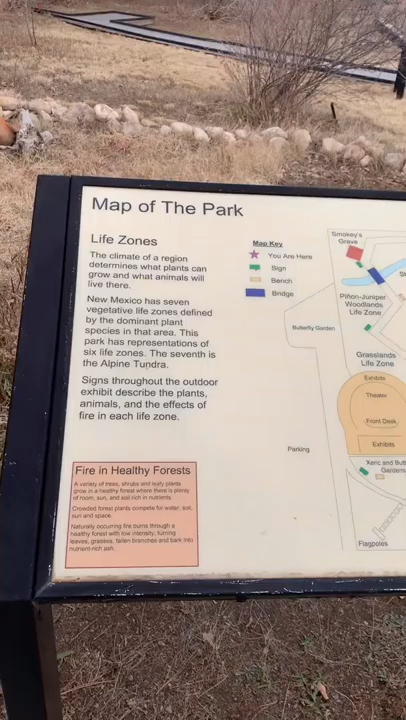 Map of The Park
Life Zones
The climate of a region
determines what plants can
grow and what animals will
live there.
New Mexico has seven
vegetative life zones defined
by the dominant plant
species in that area. This
park has representations of
six life zones. The seventh is
the Alpine Tundra.
Signs throughout the outdoor
exhibit describe the plants,
animals, and the effects of
fire in each life zone.
Fire in Healthy Forests
A variety of trees, shrubs and leafy plants
grow in a healthy forest where there is plenty
of room, sun, and soil rich in nutrients.
Crowded forest plants compete for water, soil,
sun and space.
Naturally occurring fire burns through a
healthy forest with low intensity, turning
leaves, grasses, fallen branches and bark into
nutrient-rich ash.
Map Key
You Are Here
Sign
Bench
Bridge
Smokey's
Grave
Piñon-Juniper
Woodlands
Life Zone
Butterfly Garden
Grasslands
Life Zone
Exhibits
Theater
Front Desk
Exhibits
Parking
Xeric and
Gardens
Flagpoles